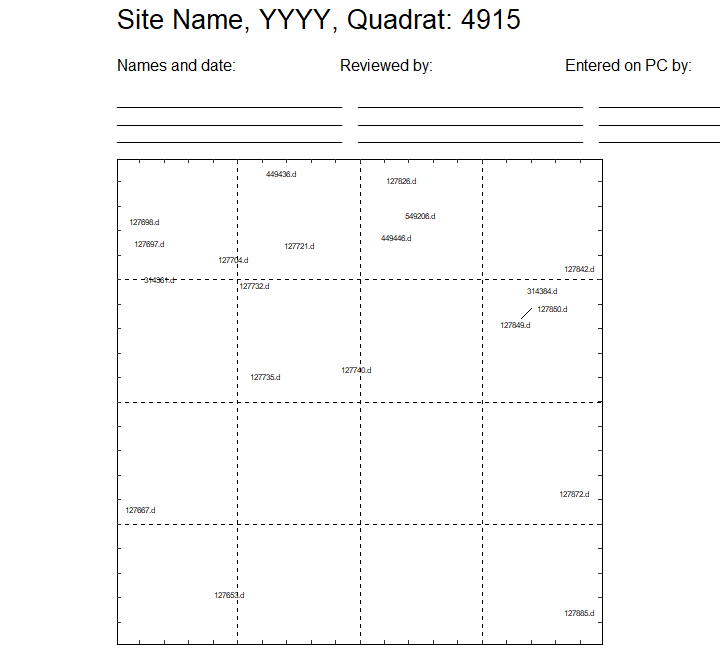 Site Name, YYYY, Quadrat: 4915
Names and date: Reviewed by: Entered on PC by:
449436.d
127826.d
549206.d
127698.d
449446.d
127697.d
127721.d
127704.d
127842.d
314361.d
127732.d
314384.d
127850.d
127849.d
127740.d
127735.d
127872.d
127667.d
127653.d
127885.d